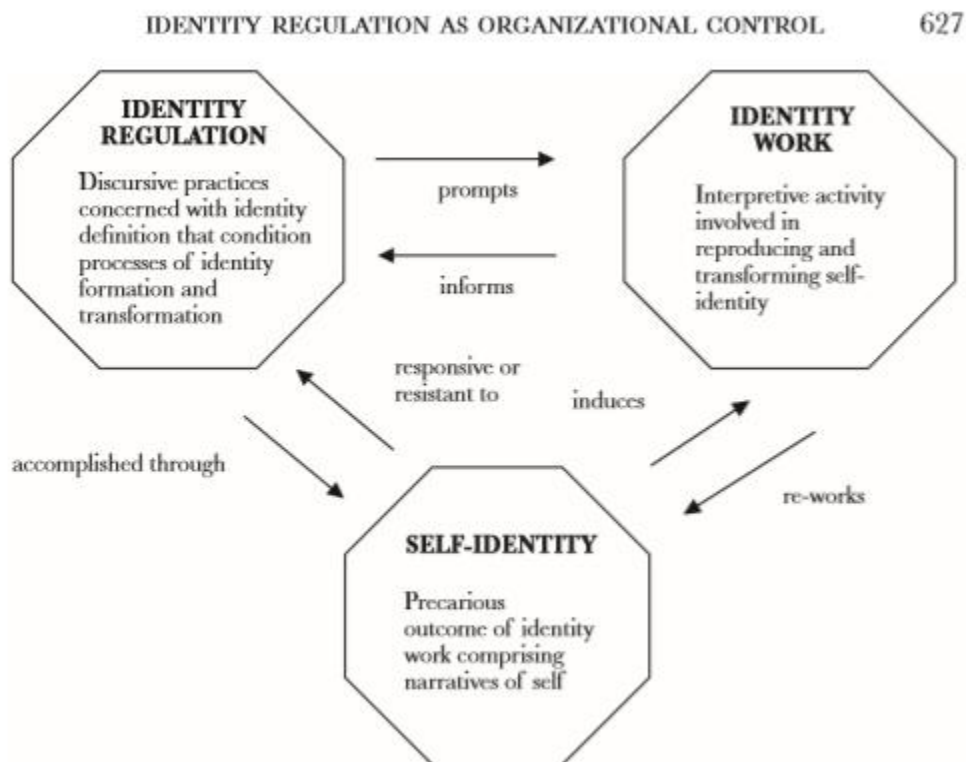 IDENTITY REGULATION AS ORGANIZATIONAL CONTROL 627
IDENTITY
REGULATION
Discursive practices
concerned with identity
definition that condition
processes of identity
formation and
transformation
prompts
informs
IDENTITY
WORK
Interpretive activity
involved in
reproducing and
transforming self-
identity
responsive or
resistant to
induces
accomplished through
re-works
SELF-IDENTITY
Precarious
outcome of identity
work comprising
narratives of self